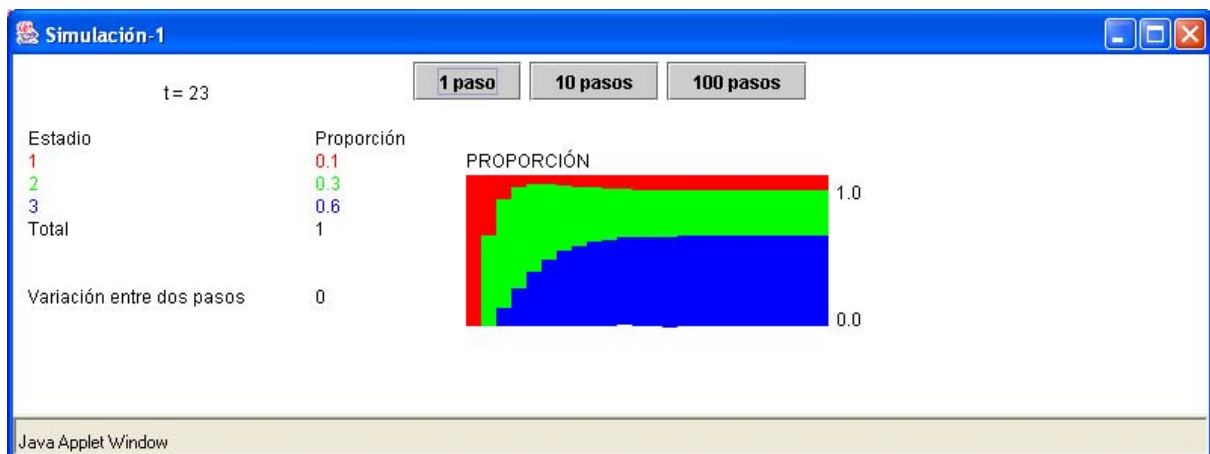 Simulación-1
t= 23
1 paso 10 pasos 100 pasos
Estadio Proporción
1 0.1
2 0.3
3 0.6
Total 1
Variación entre dos pasos 0
PROPORCIÓN
1.0
0.0
Java Applet Window